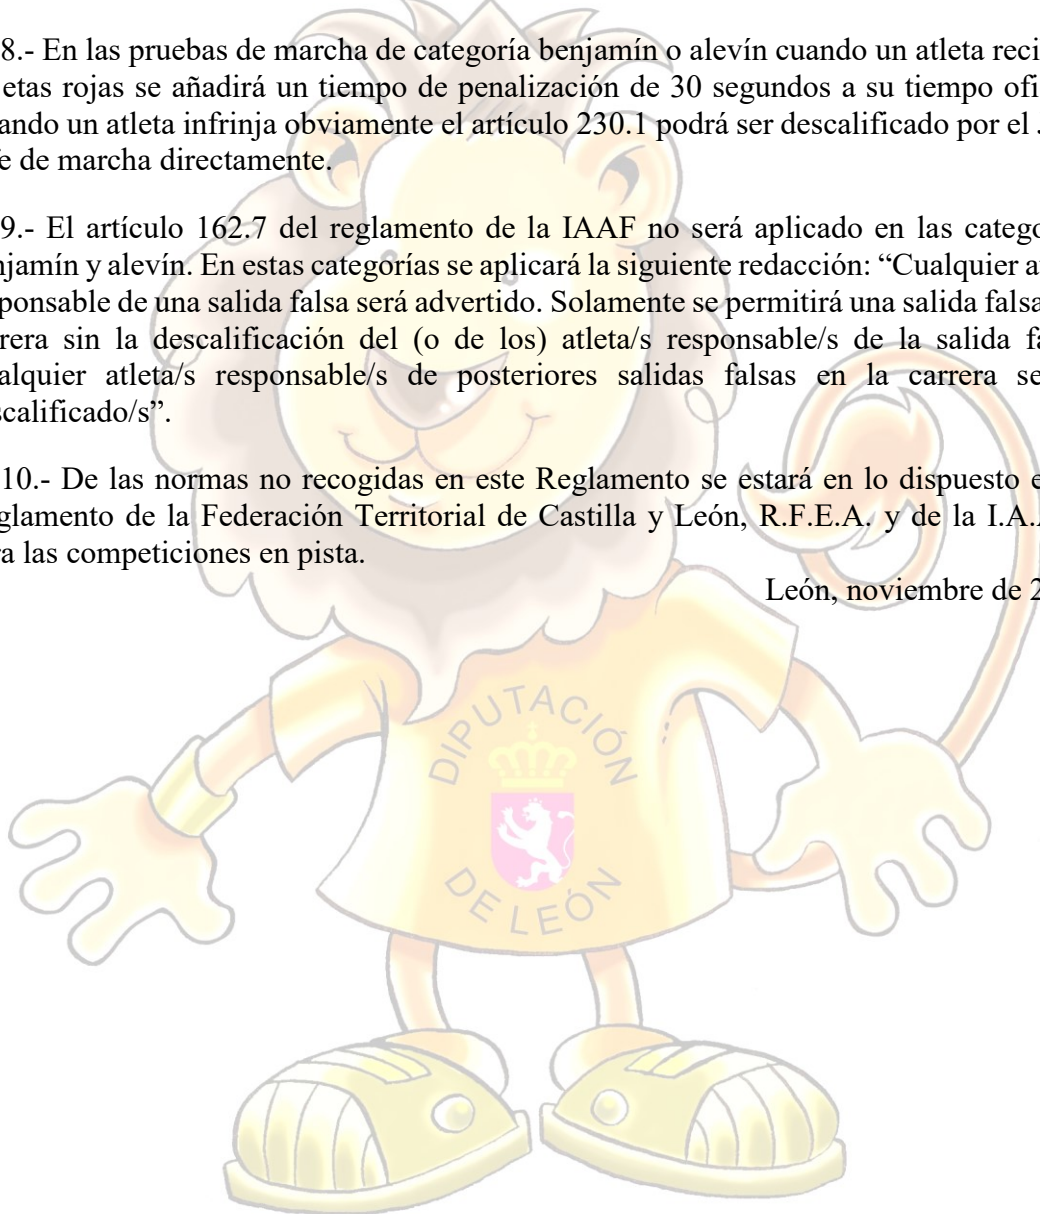 8.- En las pruebas de marcha de categoría benjamín o alevín cuando un atleta reci
etas rojas se añadirá un tiempo de penalización de 30 segundos a su tiempo ofi
ando un atleta infrinja obviamente el artículo 230.1 podrá ser descalificado por el J
fe de marcha directamente.
9.- El artículo 162.7 del reglamento de la IAAF no será aplicado en las catego
njamín y alevín. En estas categorías se aplicará la siguiente redacción: “Cualquier a
ponsable de una salida falsa será advertido. Solamente se permitirá una salida falsa
rera sin la descalificación del (o de los) atleta/s responsable/s de la salida fa
alquier atleta/s responsable/s de posteriores salidas falsas en la carrera se
scalificado/s”.
10.- De las normas no recogidas en este Reglamento se estará en lo dispuesto e
glamento de la Federación Territorial de Castilla y León, R.F.E.A. y de la I.A.
ra las competiciones en pista.
León, noviembre de 2
DIPUTACIÓN
DE LEÓN